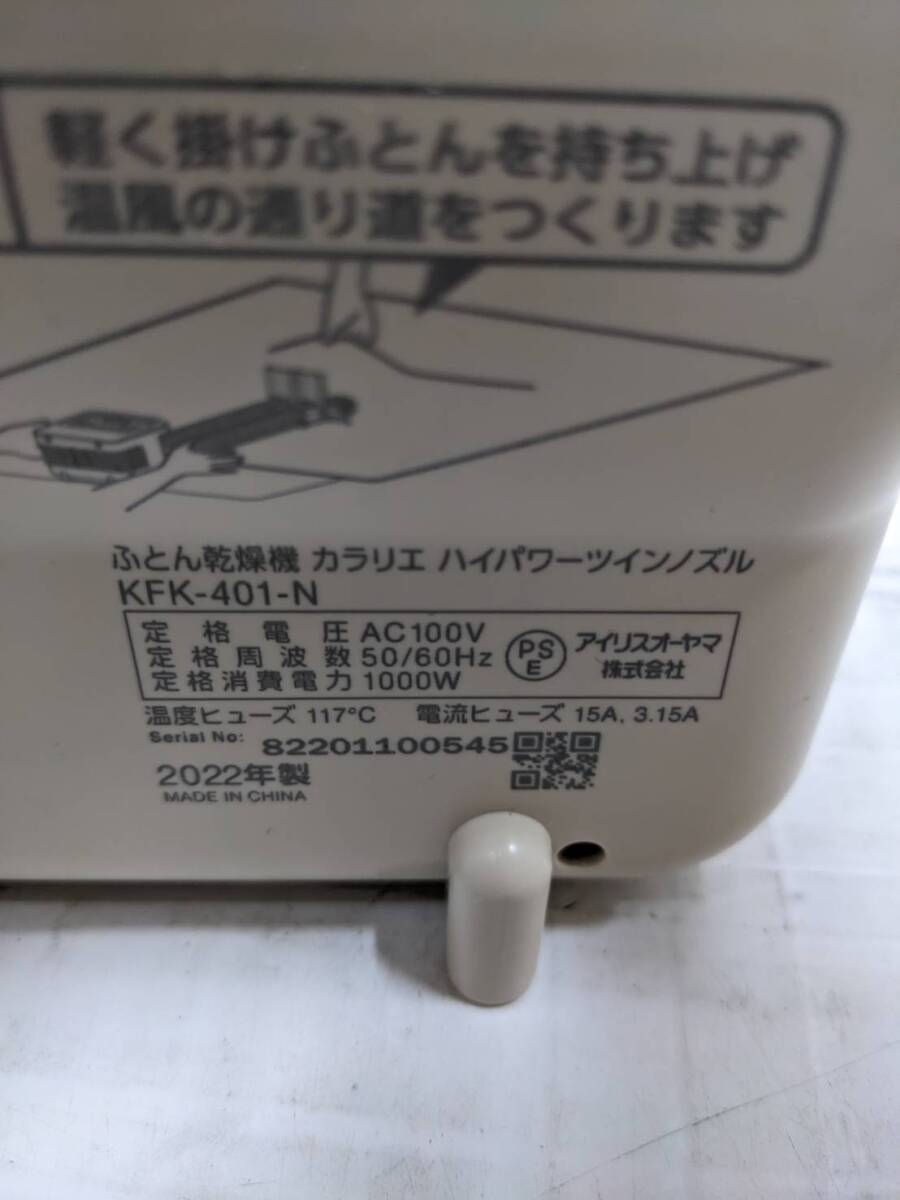 軽く掛けふとんを持ち上げ
温風の通り道をつくります
ふとん乾燥機 カラリエ ハイパワーツインノズル
KFK-401-N
定格電圧 AC100V
定格周波数 50/60Hz
定格消費電力 1000W
PS
E
アイリスオーヤマ
株式会社
温度ヒューズ 117°C 電流ヒューズ 15A, 3.15A
Serial No: 82201100545
2022年製
MADE IN CHINA